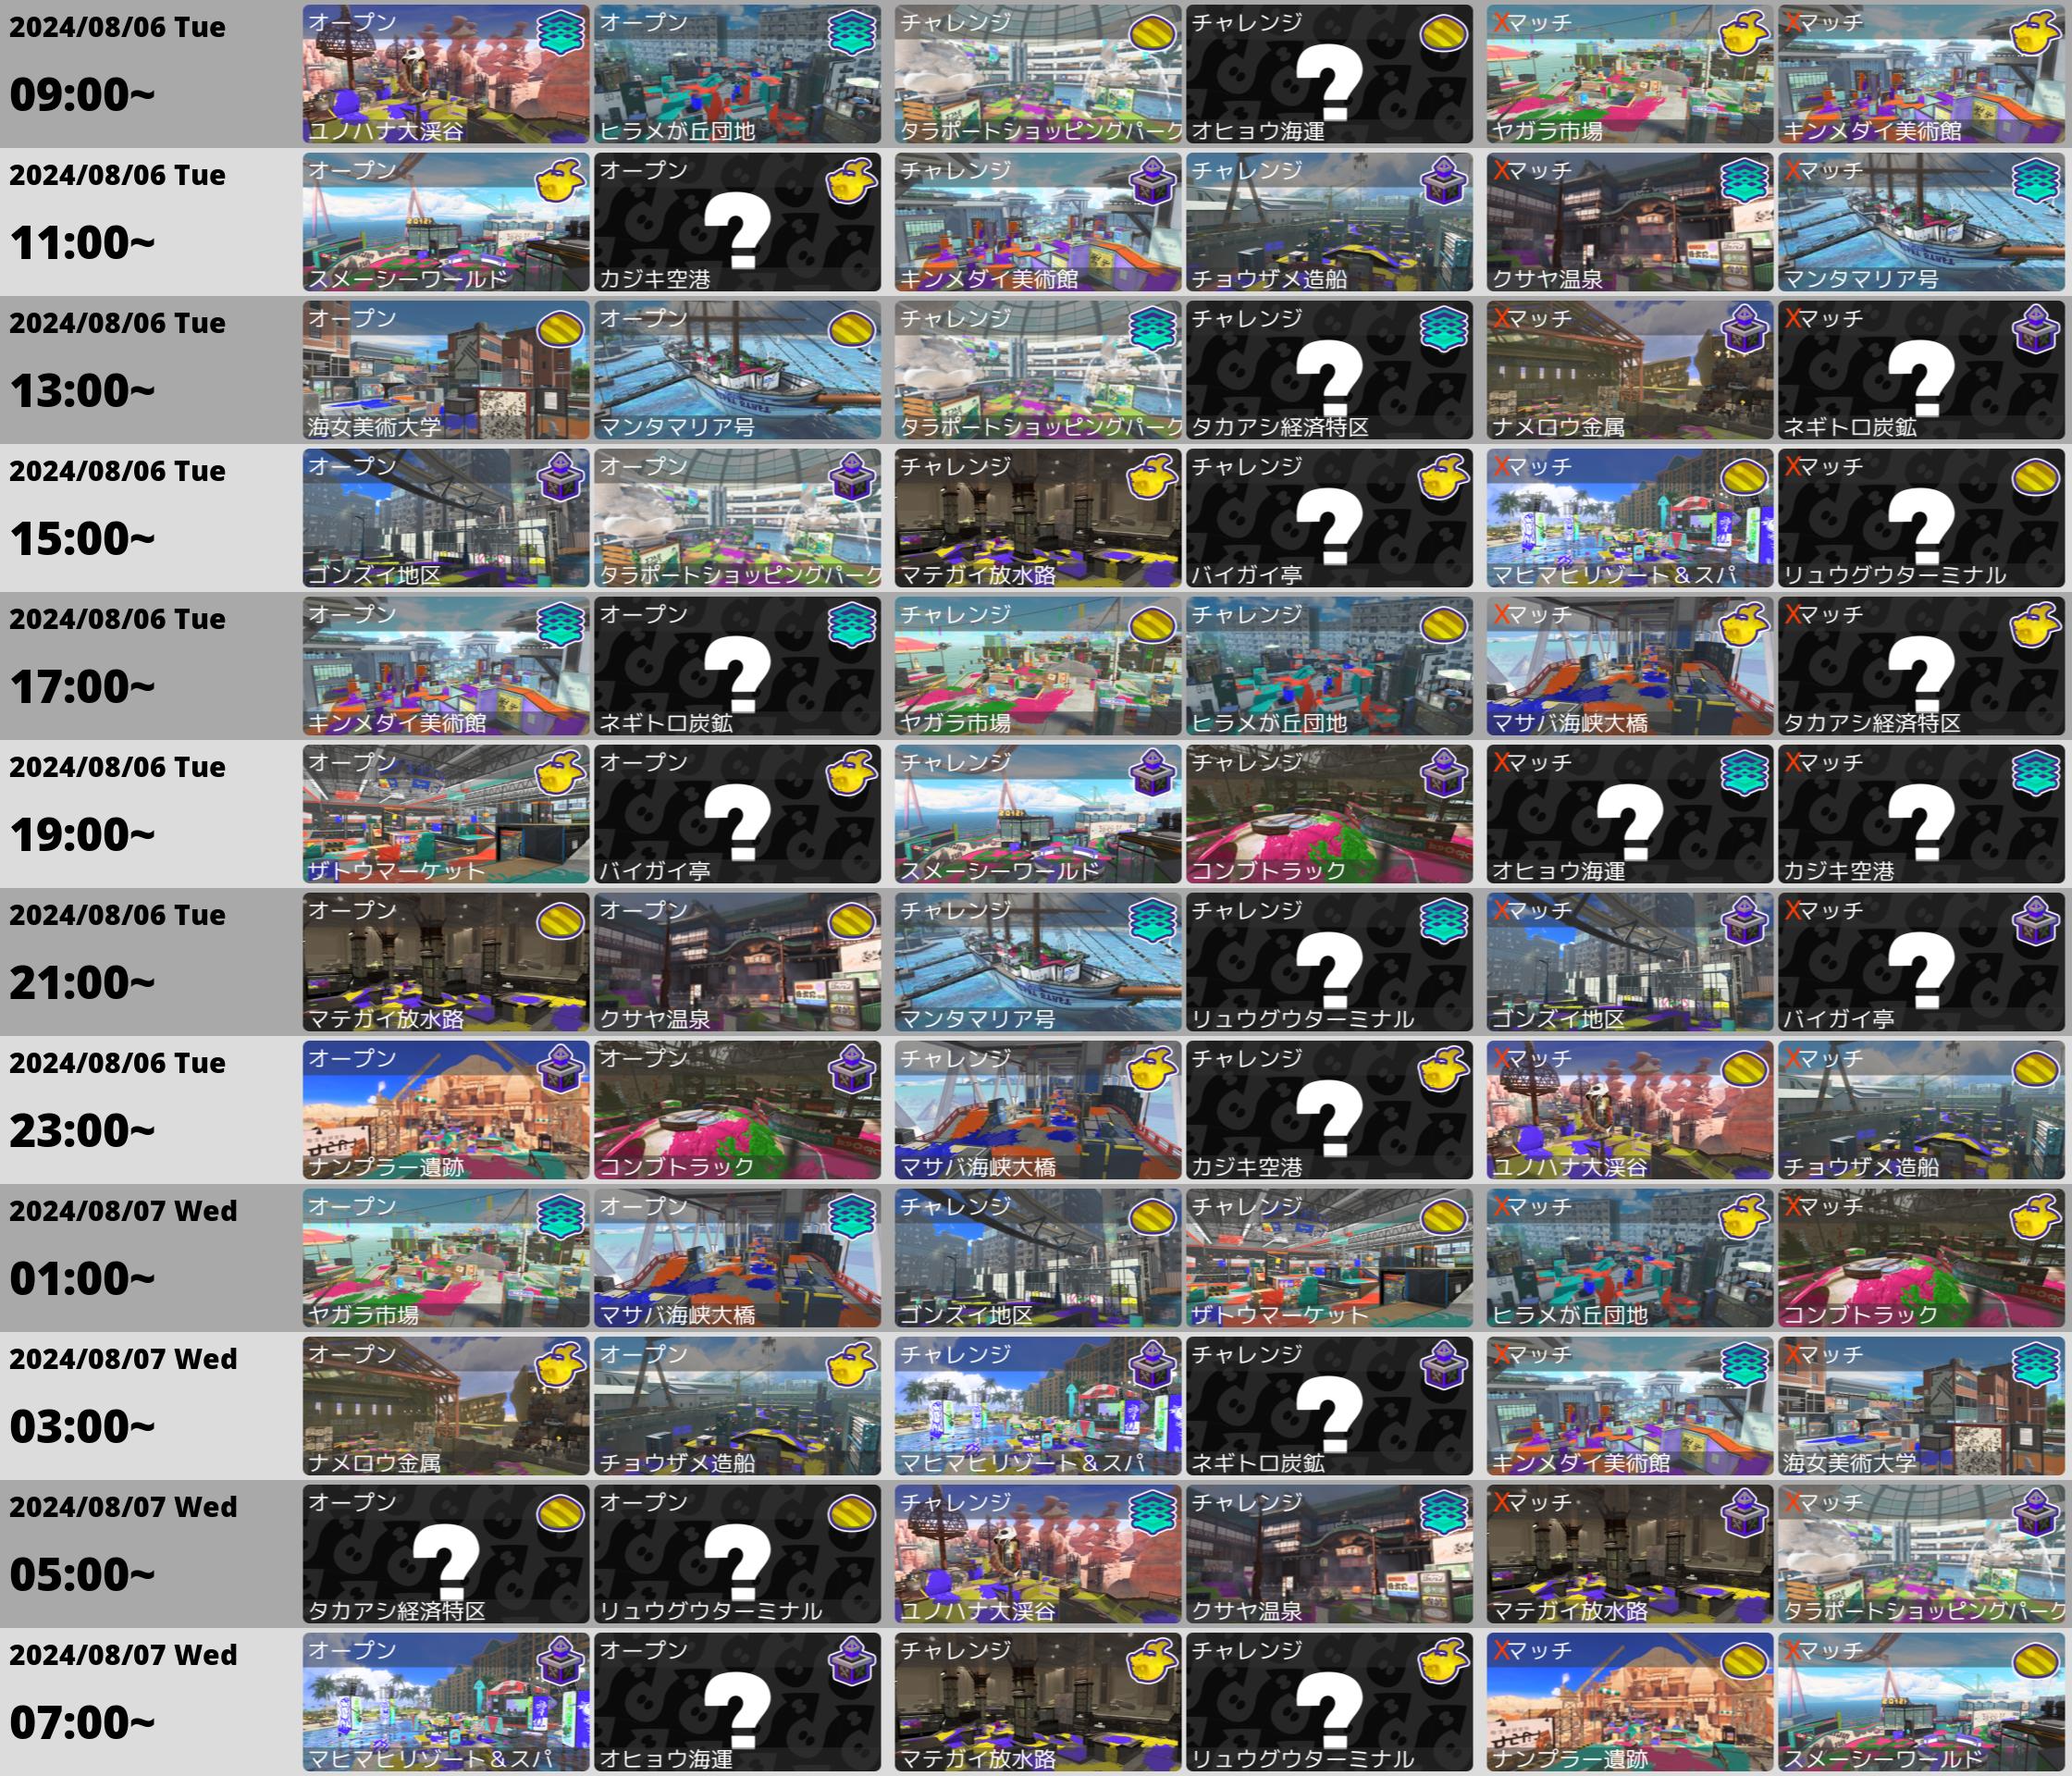 2024/08/06 Tue
09:00~
オープン
ユノハナ大渓谷
オープン
ヒラメが丘団地
チャレンジ
タラポートショッピングパーク
チャレンジ
オヒョウ海運
Xマッチ
ヤガラ市場
Xマッチ
キンメダイ美術館
2024/08/06 Tue
11:00~
オープン
スメーシーワールド
オープン
カジキ空港
チャレンジ
キンメダイ美術館
チャレンジ
チョウザメ造船
Xマッチ
クサヤ温泉
Xマッチ
マンタマリア号
2024/08/06 Tue
13:00~
オープン
海女美術大学
オープン
マンタマリア号
チャレンジ
タラポートショッピングパーク
チャレンジ
タカアシ経済特区
Xマッチ
ナメロウ金属
Xマッチ
ネギトロ炭鉱
2024/08/06 Tue
15:00~
オープン
ゴンズイ地区
オープン
タラポートショッピングパーク
チャレンジ
マテガイ放水路
チャレンジ
バイガイ亭
Xマッチ
マヒマヒリゾート＆スパ
Xマッチ
リュウグウターミナル
2024/08/06 Tue
17:00~
オープン
キンメダイ美術館
オープン
ネギトロ炭鉱
チャレンジ
ヤガラ市場
チャレンジ
ヒラメが丘団地
Xマッチ
マサバ海峡大橋
Xマッチ
タカアシ経済特区
2024/08/06 Tue
19:00~
オープン
ザトウマーケット
オープン
バイガイ亭
チャレンジ
スメーシーワールド
チャレンジ
コンブトラック
Xマッチ
オヒョウ海運
Xマッチ
カジキ空港
2024/08/06 Tue
21:00~
オープン
マテガイ放水路
オープン
クサヤ温泉
チャレンジ
マンタマリア号
チャレンジ
リュウグウターミナル
Xマッチ
ゴンズイ地区
Xマッチ
バイガイ亭
2024/08/06 Tue
23:00~
オープン
ナンプラー遺跡
オープン
コンブトラック
チャレンジ
マサバ海峡大橋
チャレンジ
カジキ空港
Xマッチ
ユノハナ大渓谷
Xマッチ
チョウザメ造船
2024/08/07 Wed
01:00~
オープン
ヤガラ市場
オープン
マサバ海峡大橋
チャレンジ
ゴンズイ地区
チャレンジ
ザトウマーケット
Xマッチ
ヒラメが丘団地
Xマッチ
コンブトラック
2024/08/07 Wed
03:00~
オープン
ナメロウ金属
オープン
チョウザメ造船
チャレンジ
マヒマヒリゾート＆スパ
チャレンジ
ネギトロ炭鉱
Xマッチ
キンメダイ美術館
Xマッチ
海女美術大学
2024/08/07 Wed
05:00~
オープン
タカアシ経済特区
オープン
リュウグウターミナル
チャレンジ
ユノハナ大渓谷
チャレンジ
クサヤ温泉
Xマッチ
マテガイ放水路
Xマッチ
タラポートショッピングパーク
2024/08/07 Wed
07:00~
オープン
マヒマヒリゾート＆スパ
オープン
オヒョウ海運
チャレンジ
マテガイ放水路
チャレンジ
リュウグウターミナル
Xマッチ
ナンプラー遺跡
Xマッチ
スメーシーワールド